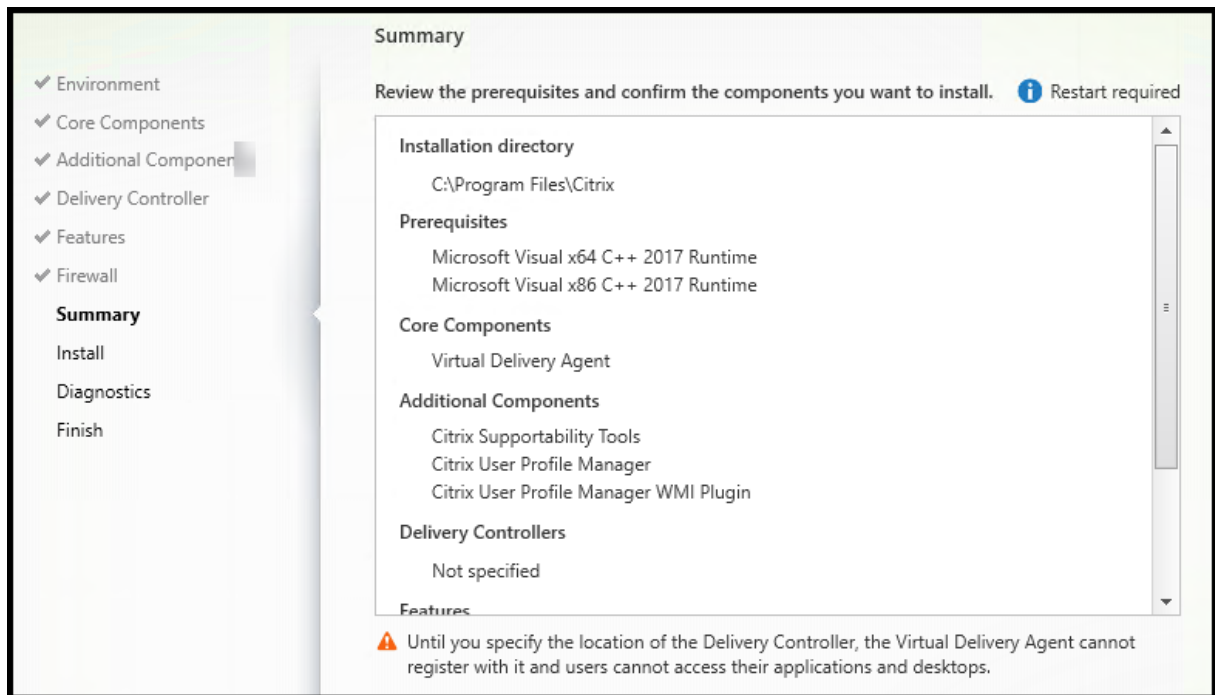 Summary
Environment
Core Components
Additional Componen
Delivery Controller
Features
Firewall
Summary
Install
Diagnostics
Finish
Review the prerequisites and confirm the components you want to install.
Restart required
Installation directory
C:\Program Files\Citrix
Prerequisites
Microsoft Visual x64 C++ 2017 Runtime
Microsoft Visual x86 C++ 2017 Runtime
Core Components
Virtual Delivery Agent
Additional Components
Citrix Supportability Tools
Citrix User Profile Manager
Citrix User Profile Manager WMI Plugin
Delivery Controllers
Not specified
Features
Until you specify the location of the Delivery Controller, the Virtual Delivery Agent cannot
register with it and users cannot access their applications and desktops.